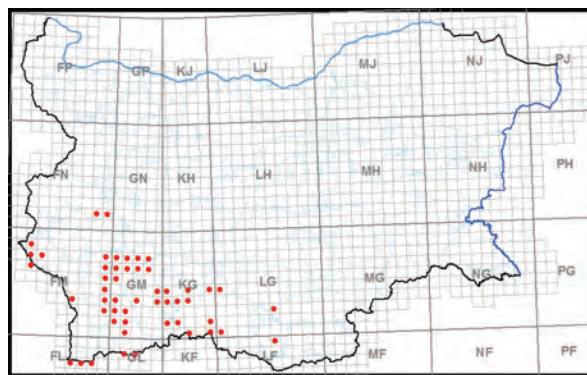 FP GP KJ LJ MJ NJ PJ
FN GN KH LH MH NH PH
FM GM KG LG MG NG PG
FL GL KF LF MF NF PF